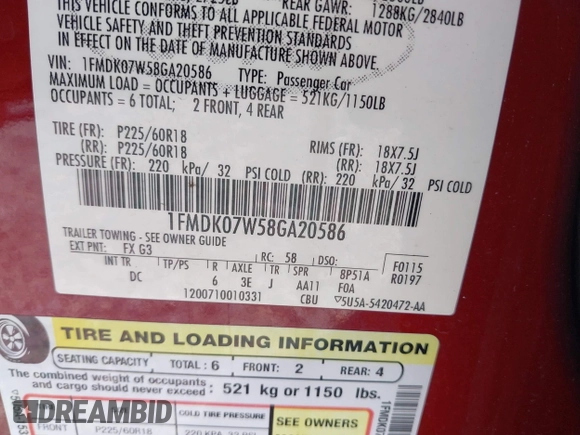 REAR GAWR:
1288KG/2840LB
THIS VEHICLE CONFORMS TO ALL APPLICABLE FEDERAL MOTOR
VEHICLE SAFETY AND THEFT PREVENTION STANDARDS
IN EFFECT ON THE DATE OF MANUFACTURE SHOWN ABOVE.
VIN: 1FMDK07W58GA20586 TYPE: Passenger Car
MAXIMUM LOAD = OCCUPANTS + LUGGAGE = 521KG/1150LB
OCCUPANTS = 6 TOTAL; 2 FRONT, 4 REAR
TIRE (FR): P225/60R18 RIMS (FR): 18X7.5J
(RR): P225/60R18 (RR): 18X7.5J
PRESSURE (FR): 220 kPa/ 32 PSI COLD (RR): 220 kPa/ 32 PSI COLD
1FMDK07W58GA20586
TRAILER TOWING - SEE OWNER GUIDE
EXT PNT: FX G3 RC: 58 DSO: F0115
INT TR TP/PS R AXLE TR SPR BP51A R0197
DC 6 3E J AA11 FOA
1200710010331 CBU 5U5A-5420472-AA
TIRE AND LOADING INFORMATION
SEATING CAPACITY TOTAL: 6 FRONT: 2 REAR: 4
The combined weight of occupants
and cargo should never exceed: 521 kg or 1150 lbs.
COLD TIRE PRESSURE SEE OWNERS
FRONT P225/60R18
DREAMBID